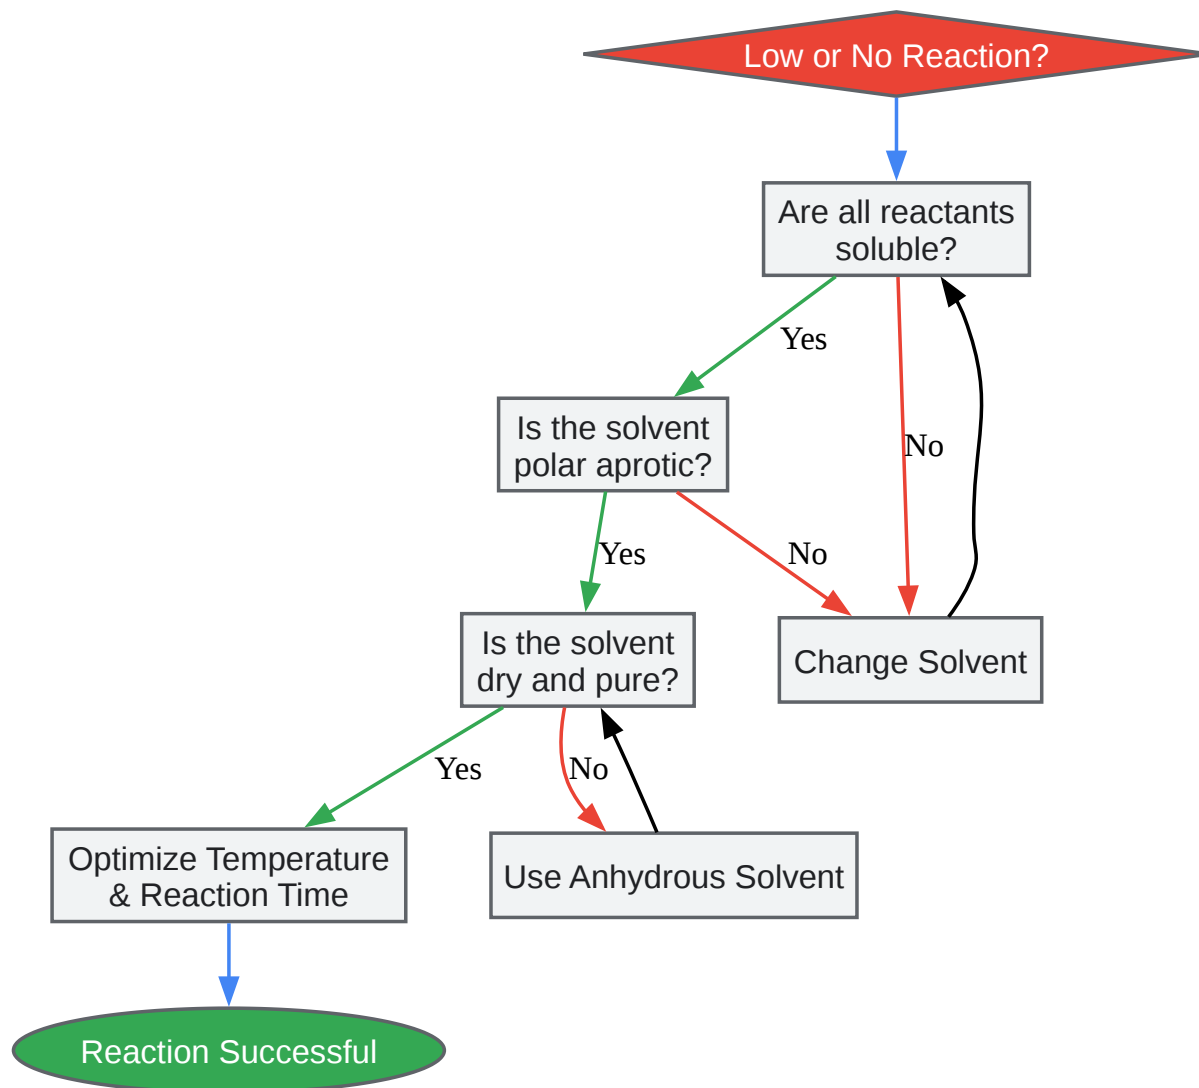 Low or No Reaction?
Are all reactants
soluble?
Yes
Is the solvent
polar aprotic?
No
Yes
No
Is the solvent
dry and pure?
Change Solvent
Yes
No
Optimize Temperature
& Reaction Time
Use Anhydrous Solvent
Reaction Successful